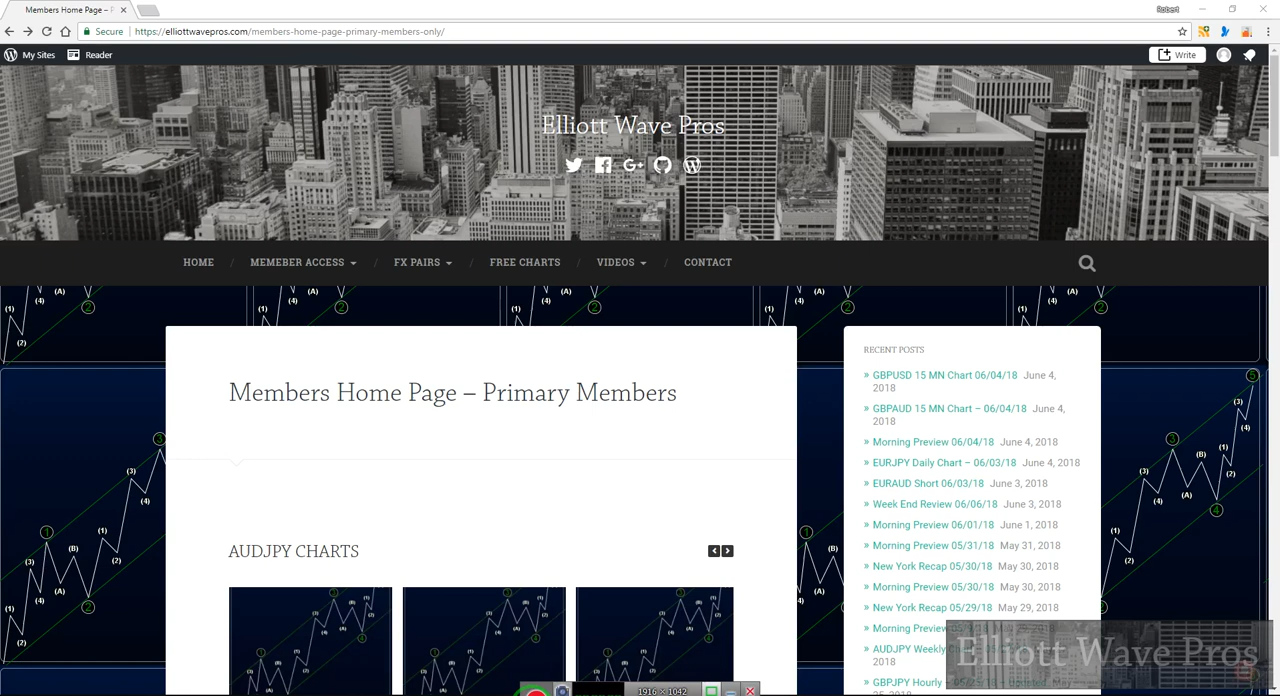 Members Home Page – P
Robert
Secure
https://elliottwavepros.com/members-home-page-primary-members-only/
My Sites
Reader
Write
Elliott Wave Pros
HOME / MEMEBER ACCESS / FX PAIRS / FREE CHARTS / VIDEOS / CONTACT
Members Home Page – Primary Members
AUDJPY CHARTS
RECENT POSTS
» GBPUSD 15 MN Chart 06/04/18 June 4,
2018
» GBPAUD 15 MN Chart – 06/04/18 June 4,
2018
» Morning Preview 06/04/18 June 4, 2018
» EURJPY Daily Chart – 06/03/18 June 4, 2018
» EURAUD Short 06/03/18 June 3, 2018
» Week End Review 06/06/18 June 3, 2018
» Morning Preview 06/01/18 June 1, 2018
» Morning Preview 05/31/18 May 31, 2018
» New York Recap 05/30/18 May 30, 2018
» Morning Preview 05/30/18 May 30, 2018
» New York Recap 05/29/18 May 29, 2018
» Morning Preview
» AUDJPY Weekly
2018
» GBPJPY Hourly
Elliott Wave Pros
1916 × 1042